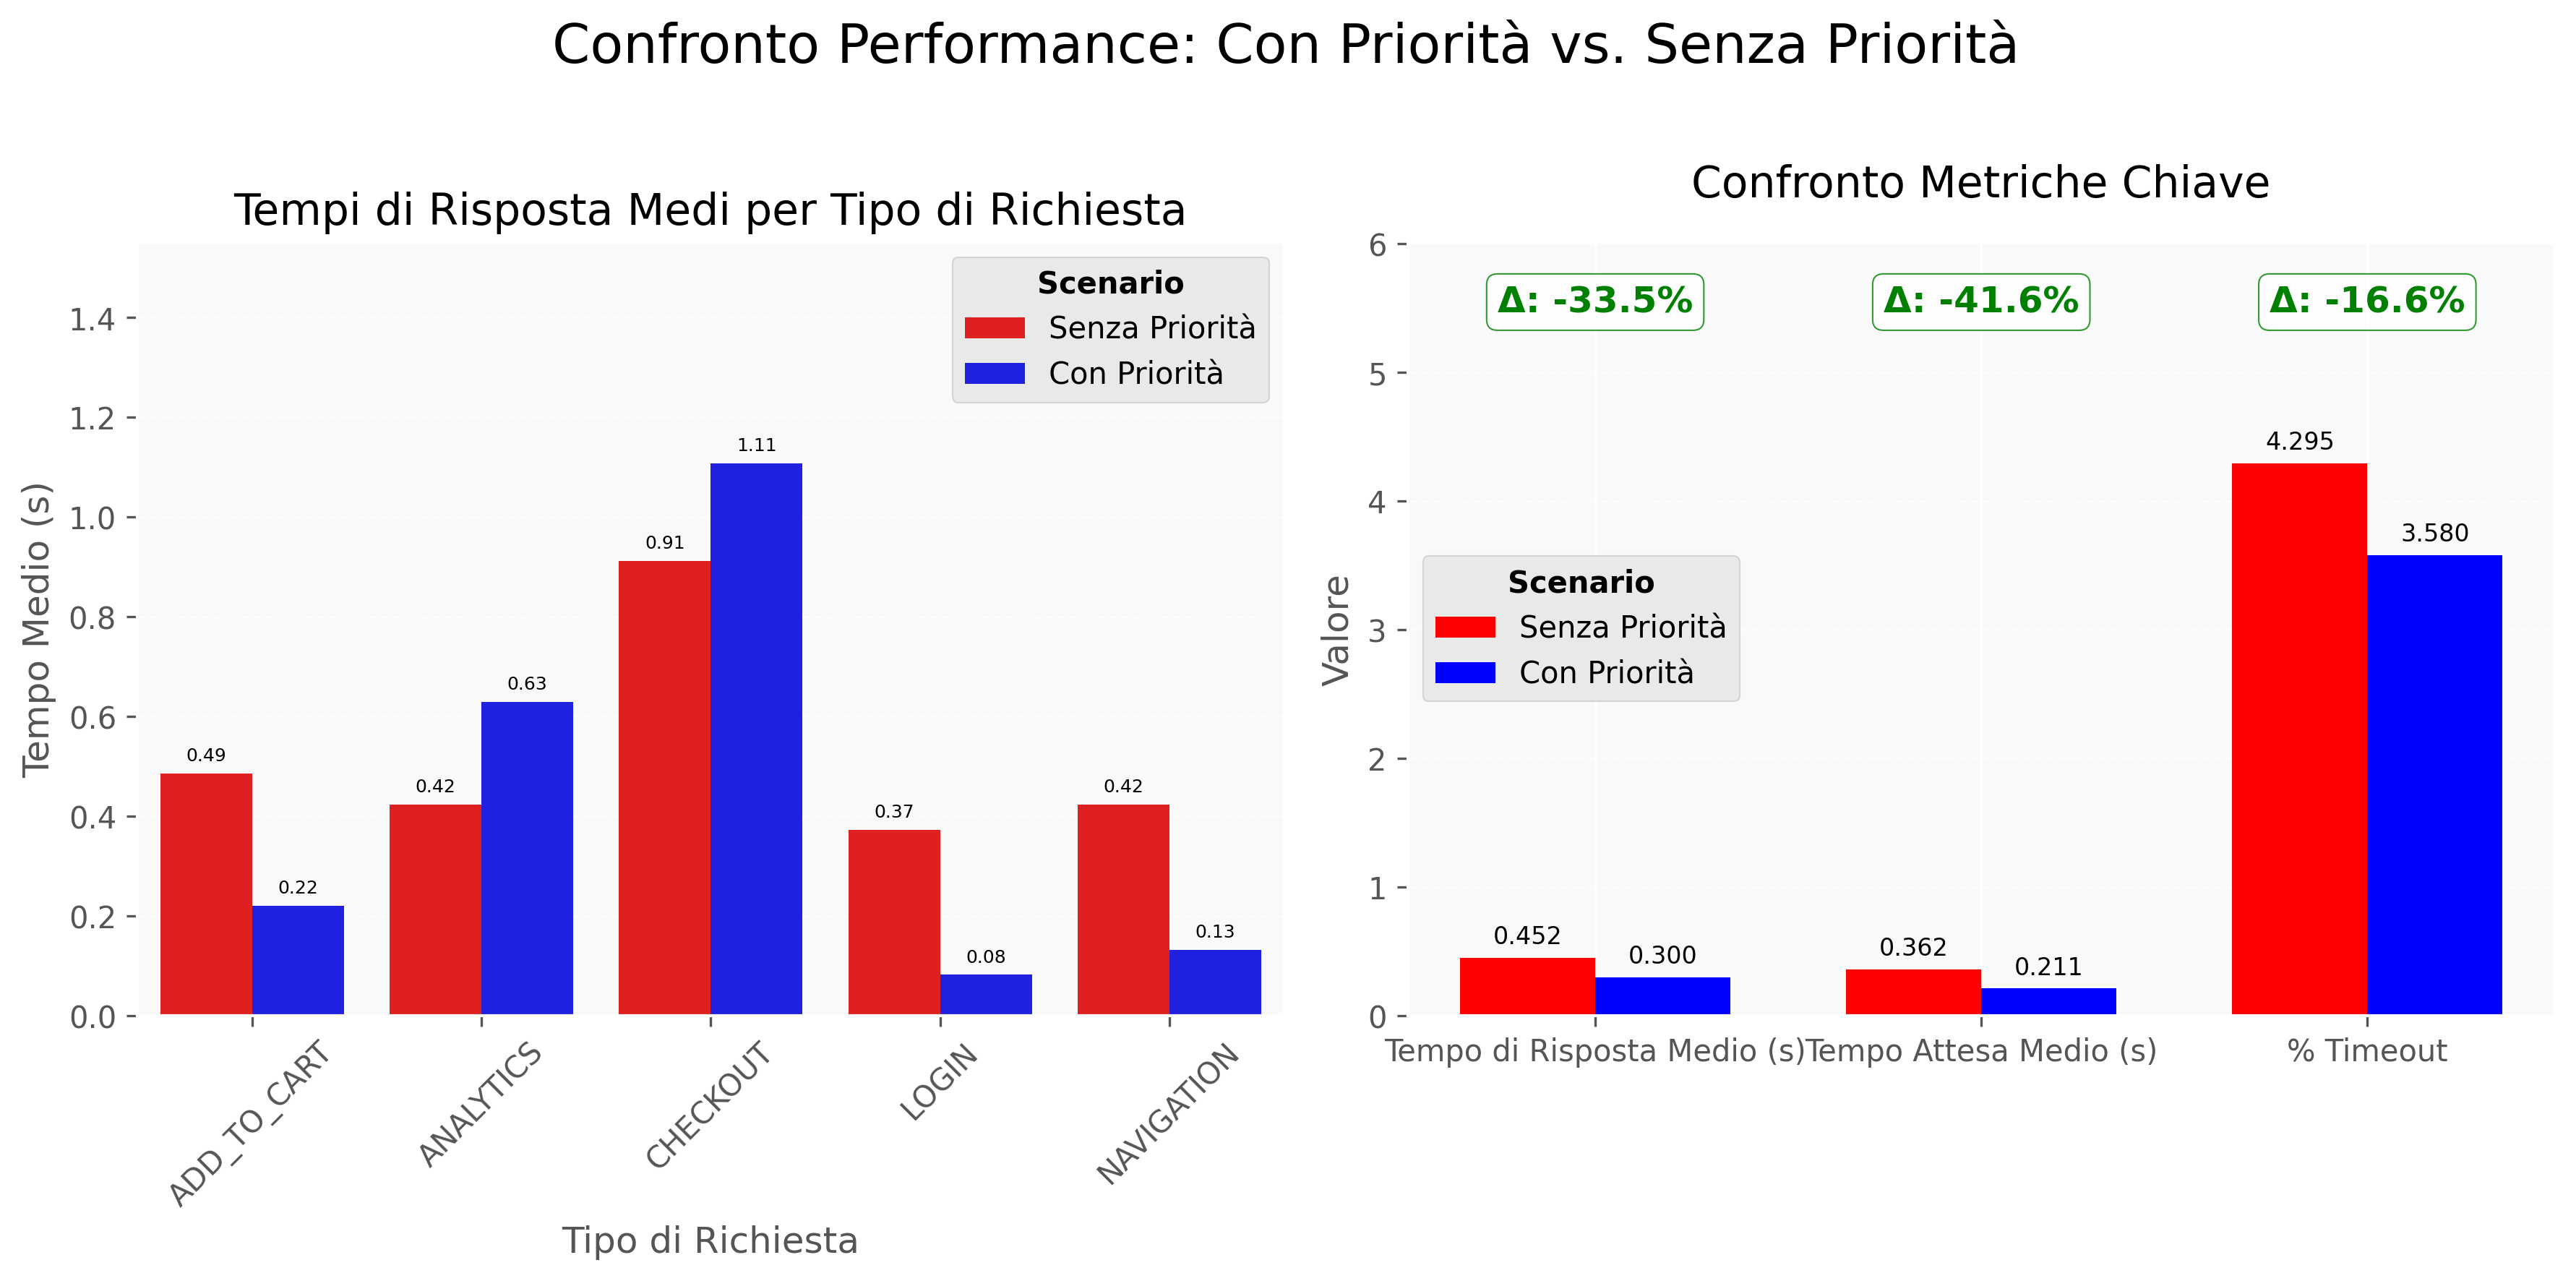 Confronto Performance: Con Priorità vs. Senza Priorità
Tempi di Risposta Medi per Tipo di Richiesta
Tempo Medio (s)
1.4
1.2
1.0
0.8
0.6
0.4
0.2
0.0
Scenario
Senza Priorità
Con Priorità
0.49
0.22
0.42
0.63
0.91
1.11
0.37
0.08
0.42
0.13
ADD_TO_CART
ANALYTICS
CHECKOUT
LOGIN
NAVIGATION
Tipo di Richiesta
Confronto Metriche Chiave
Valore
6
5
4
3
2
1
0
Δ: -33.5%
Δ: -41.6%
Δ: -16.6%
Scenario
Senza Priorità
Con Priorità
0.452
0.300
0.362
0.211
4.295
3.580
Tempo di Risposta Medio (s)
Tempo Attesa Medio (s)
% Timeout